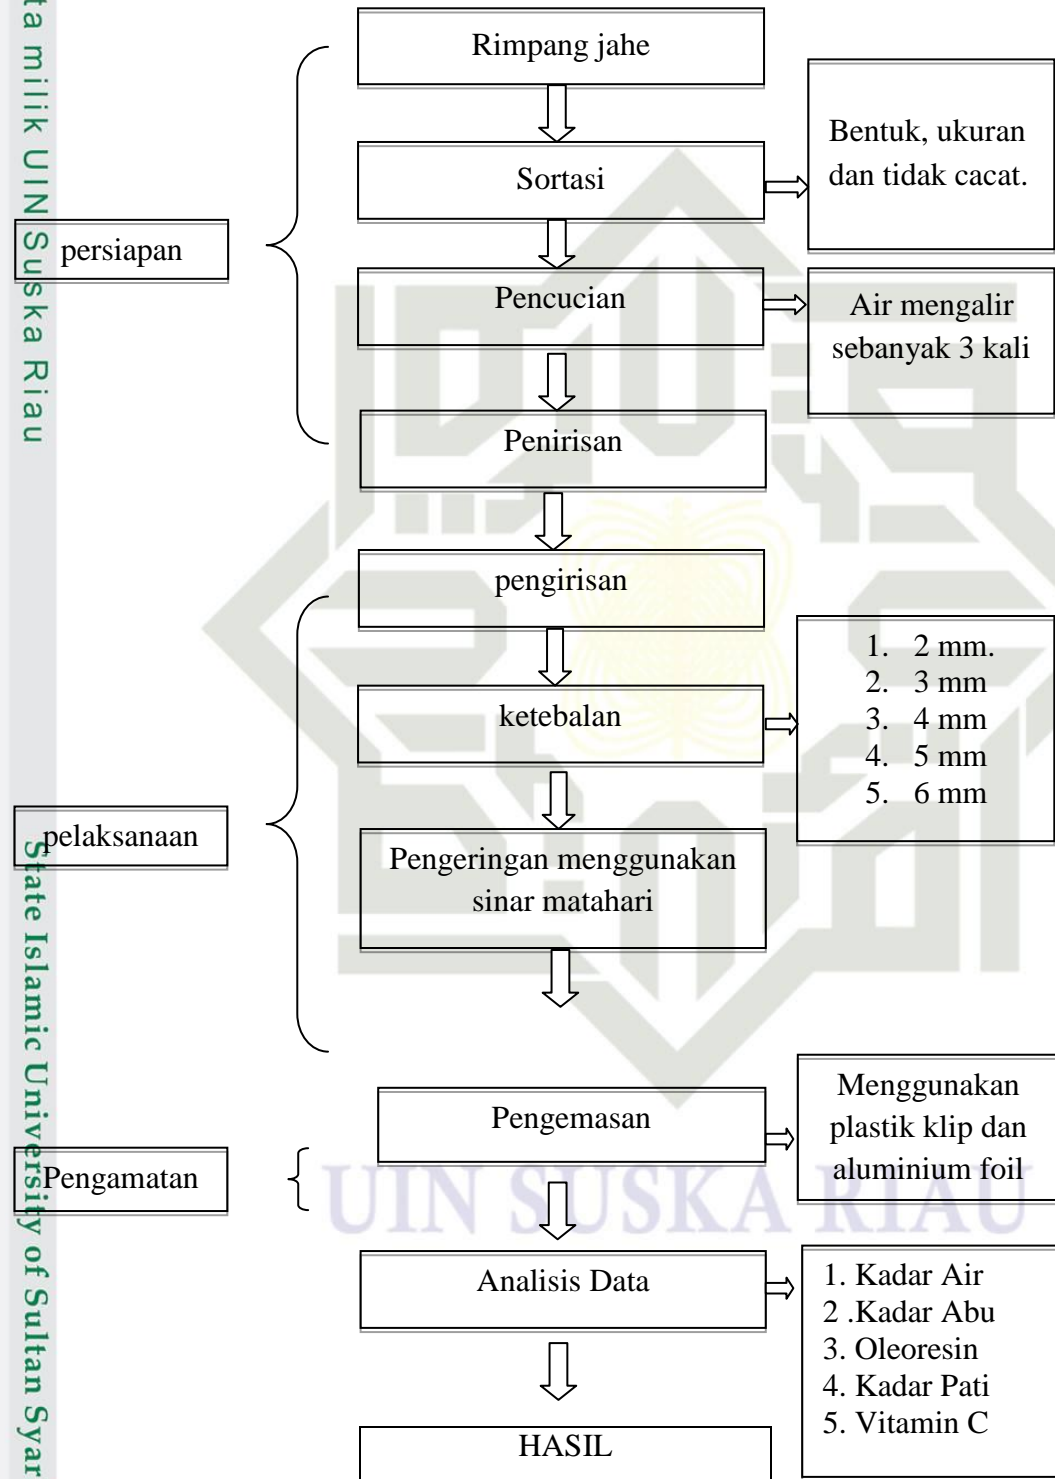 ta milik UIN Suska Riau
State Islamic University of Sultan Syar
Rimpang jahe
Sortasi
Bentuk, ukuran
dan tidak cacat.
persiapan
Pencucian
Air mengalir
sebanyak 3 kali
Penirisan
pengirisan
ketebalan
1. 2 mm.
2. 3 mm
3. 4 mm
4. 5 mm
5. 6 mm
pelaksanaan
Pengeringan menggunakan
sinar matahari
Pengemasan
Menggunakan
plastik klip dan
aluminium foil
Pengamatan
UIN SUSKA RIAU
Analisis Data
1. Kadar Air
2 .Kadar Abu
3. Oleoresin
4. Kadar Pati
5. Vitamin C
HASIL